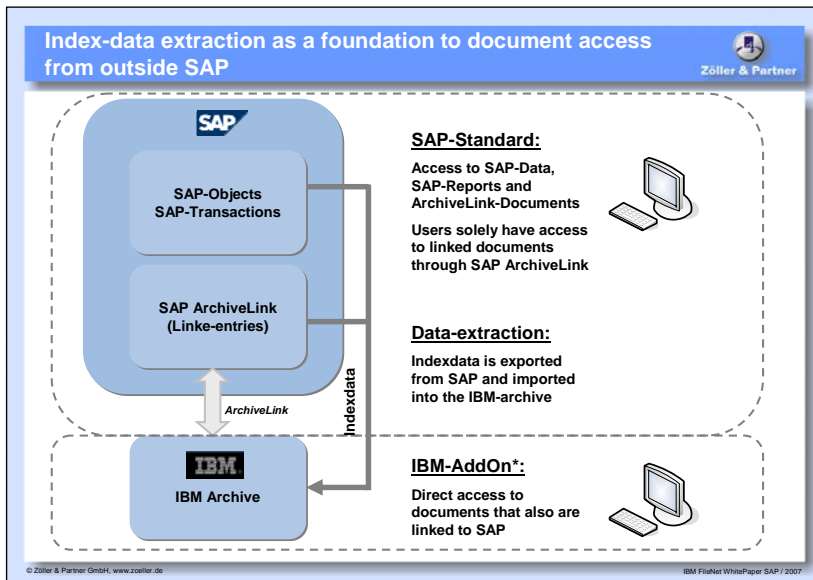 Index-data extraction as a foundation to document access
from outside SAP
Zöller & Partner
SAP
SAP-Objects
SAP-Transactions
SAP ArchiveLink
(Linke-entries)
ArchiveLink
Indexdata
IBM
IBM Archive
SAP-Standard:
Access to SAP-Data,
SAP-Reports and
ArchiveLink-Documents
Users solely have access
to linked documents
through SAP ArchiveLink
Data-extraction:
Indexdata is exported
from SAP and imported
into the IBM-archive
IBM-AddOn*:
Direct access to
documents that also are
linked to SAP
© Zöller & Partner GmbH, www.zoeller.de
IBM FileNet WhitePaper SAP / 2007